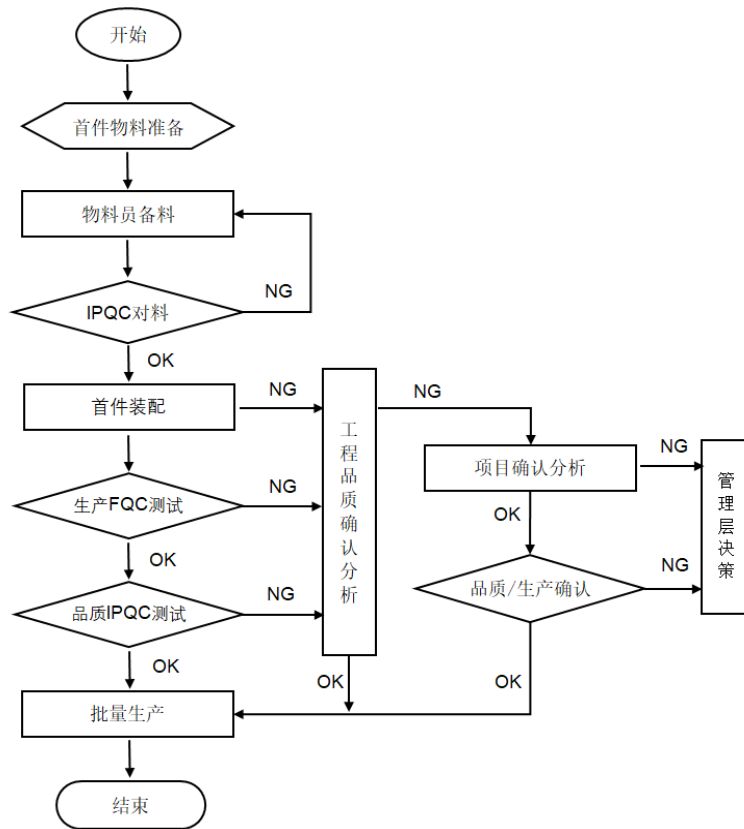 开始
首件物料准备
物料员备料
IPQC对料
NG
OK
首件装配
NG
生产FQC测试
NG
OK
品质IPQC测试
NG
OK
批量生产
结束
工程品质确认分析
NG
OK
项目确认分析
NG
OK
品质/生产确认
NG
OK
管理层决策